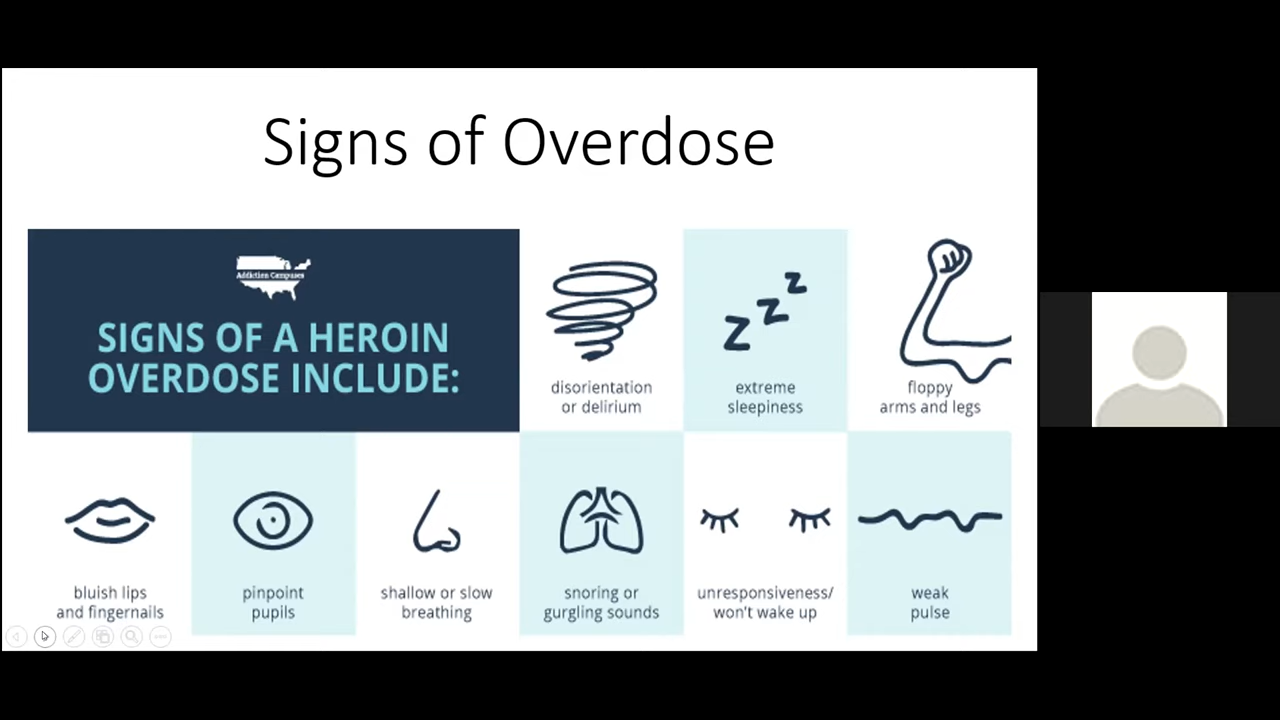 Signs of Overdose
Addiction Campuses
SIGNS OF A HEROIN
OVERDOSE INCLUDE:
disorientation
or delirium
z z z
extreme
sleepiness
floppy
arms and legs
bluish lips
and fingernails
pinpoint
pupils
shallow or slow
breathing
snoring or
gurgling sounds
unresponsiveness/
won't wake up
weak
pulse